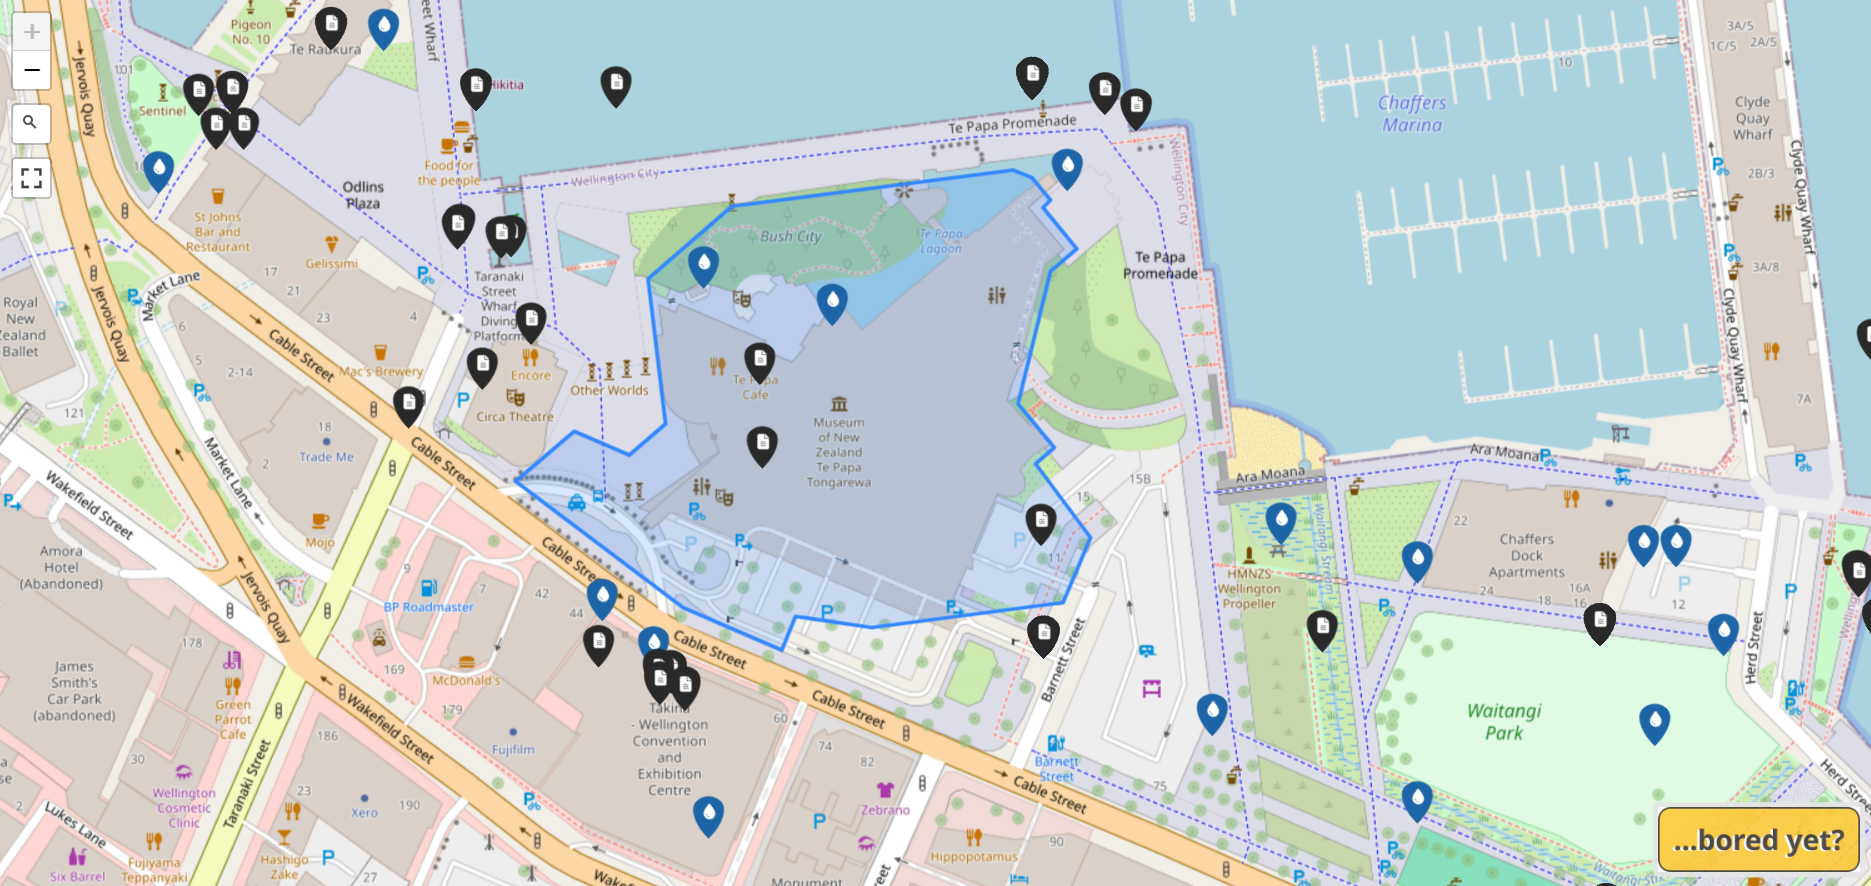 Pigeon
No. 10
Te Raukura
eet Wharf
Hikitia
Jervois Quay
101
Sentinel
Food for
the people
Odlins
Plaza
St Johns
Bar and
Restaurant
Gelissimi
Market Lane
17
21
23
4
6
5
2-14
Royal
New
Zealand
Ballet
Jervois Quay
Cable Street
Mac's Brewery
Taranaki
Street
Wharf
Diving
Platform
Encore
Circa Theatre
Other Worlds
Wellington City
Te Papa Promenade
Bush City
Te Papa
Lagoon
Te Papa
Cafe
Museum
of New
Zealand
Te Papa
Tongarewa
Te Papa
Promenade
Wellington City
Chaffers
Marina
10
3A/5
1C/5
2A/5
Clyde
Quay
Wharf
2B/3
3A/8
7A
Clyde Quay Wharf
Clyde Quay Wharf
121
18
Trade Me
2
Market Lane
Mojo
Wakefield Street
Cable Street
Amora
Hotel
(Abandoned)
Jervois Quay
9
7
BP Roadmaster
42
44
Cable Stre
Cable Street
Cable Street
Cable Street
15
15B
11
Barnett Street
Ara Moana
Ara Moana
Waitangi Stream
HMNZS
Wellington
Propeller
22
Chaffers
Dock
Apartments
24
18
16A
16
12
Herd Street
Waitangi
Park
178
James
Smith's
Car Park
(abandoned)
Green
Parrot
Cafe
169
McDonald's
179
Wakefield Street
186
Fujifilm
Takina
- Wellington
Convention
and
Exhibition
Centre
60
74
82
Zebrano
Barnett
Street
75
30
Wellington
Cosmetic
Clinic
Taranaki Street
23
Xero
190
2
Lukes Lane
Six Barrel
Fujiyama
Teppanyaki
Hashigo
Zake
27
Wakef
Monument
Hippopotamus
90
Herd Stre
Waitangi St
...bored yet?